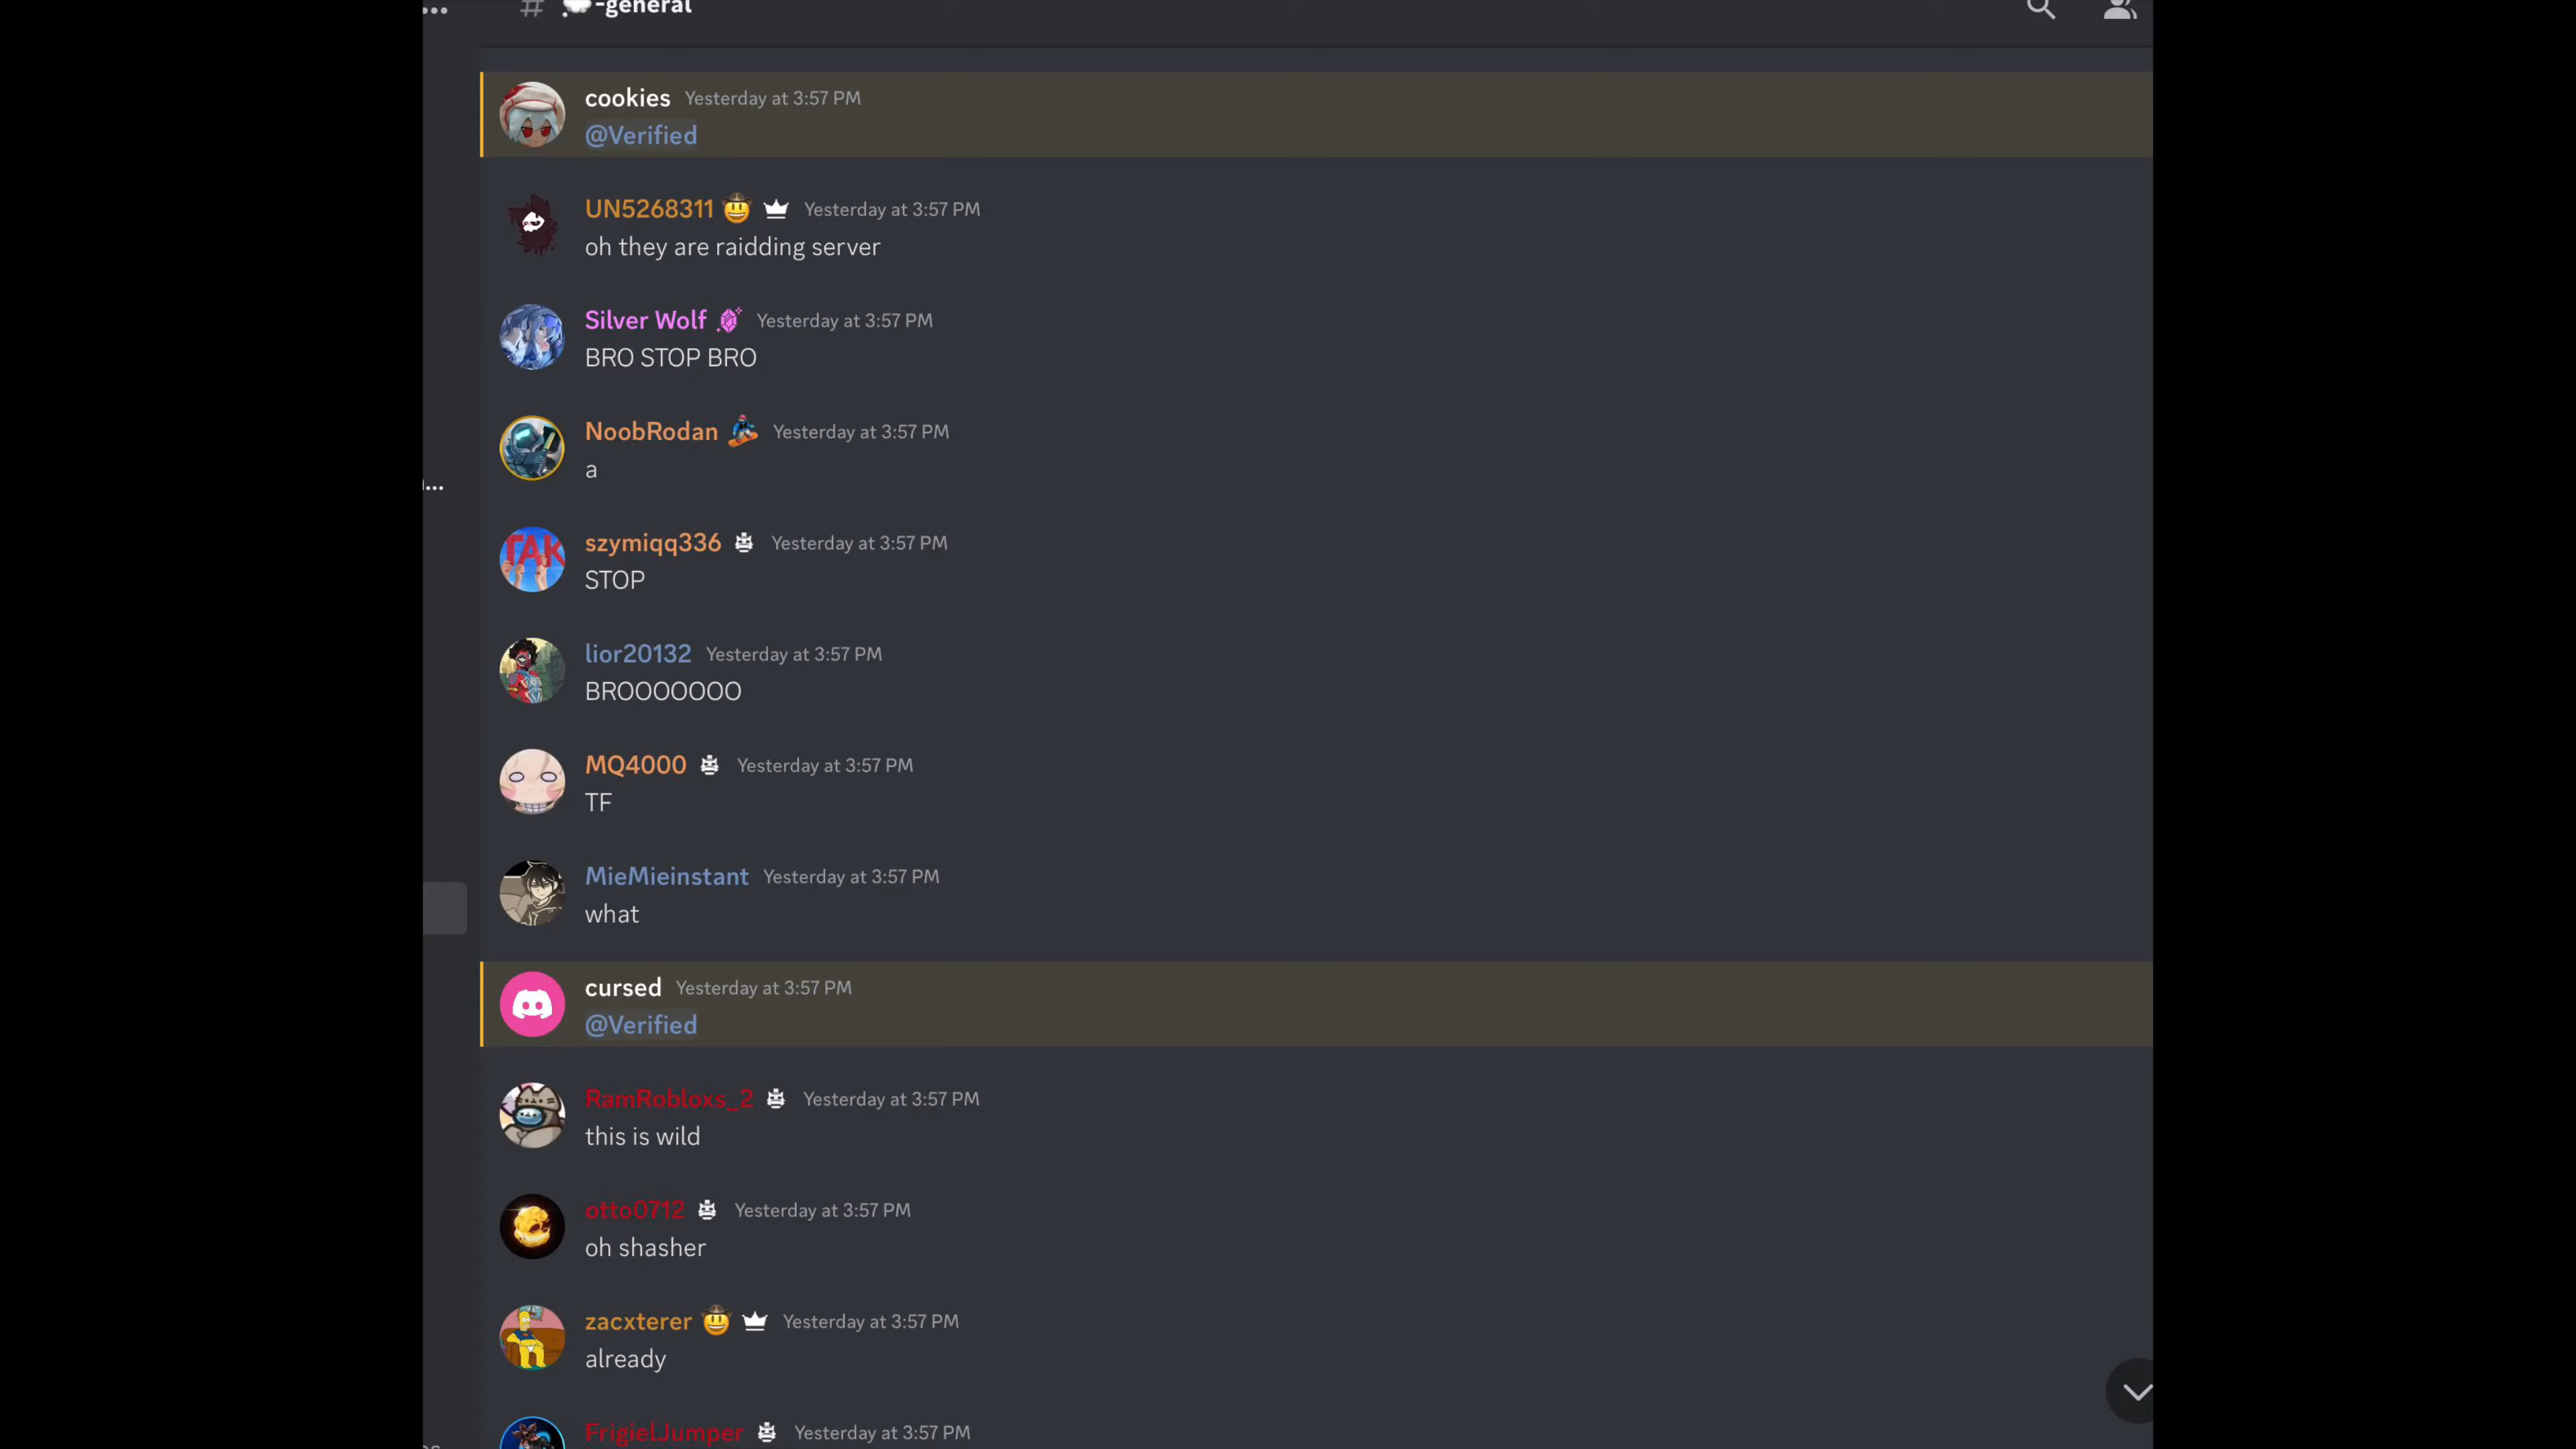 -general
cookies Yesterday at 3:57 PM
@Verified
UN5268311 Yesterday at 3:57 PM
oh they are raidding server
Silver Wolf Yesterday at 3:57 PM
BRO STOP BRO
NoobRodan Yesterday at 3:57 PM
a
TAK
szymiqq336 Yesterday at 3:57 PM
STOP
lior20132 Yesterday at 3:57 PM
BROOOOOOO
MQ4000 Yesterday at 3:57 PM
TF
MieMieinstant Yesterday at 3:57 PM
what
cursed Yesterday at 3:57 PM
@Verified
RamRobloxs_2 Yesterday at 3:57 PM
this is wild
otto0712 Yesterday at 3:57 PM
oh shasher
zacxterer Yesterday at 3:57 PM
already
FrigielJumper Yesterday at 3:57 PM